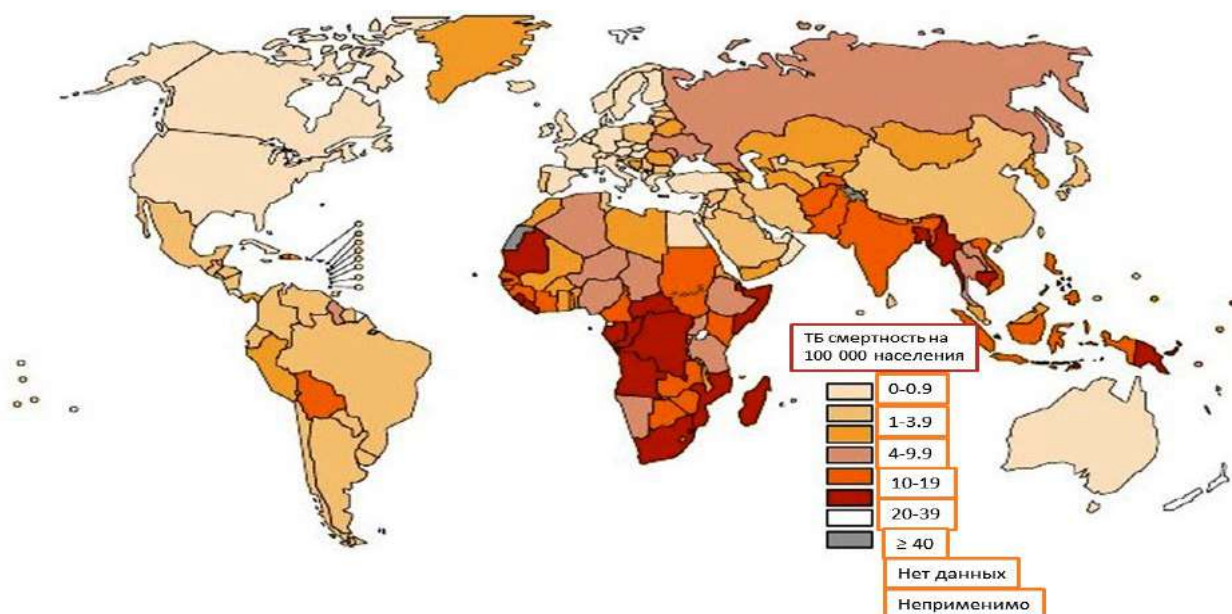 ТБ смертность на
100 000 населения
0-0.9
1-3.9
4-9.9
10-19
20-39
≥ 40
Нет данных
Неприменимо